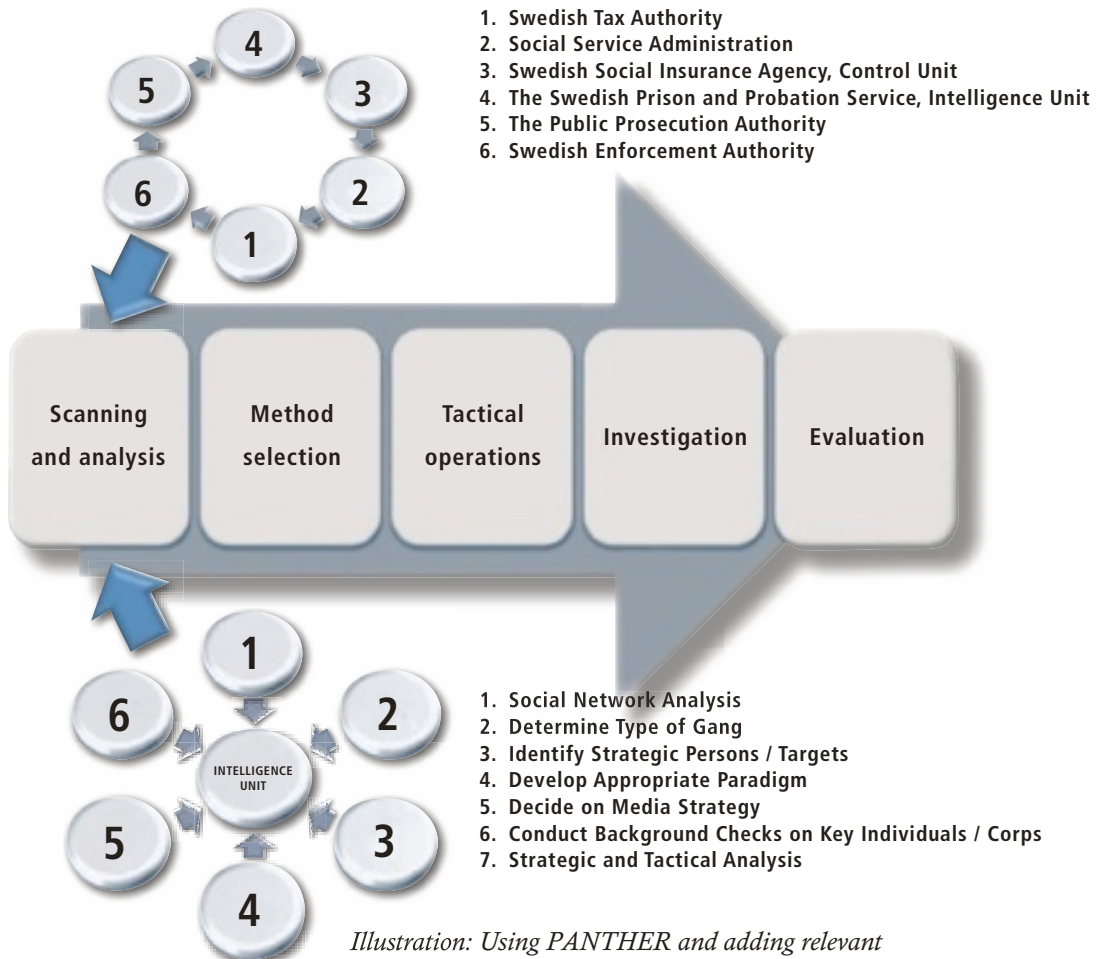 4
5
3
6
2
1
1. Swedish Tax Authority
2. Social Service Administration
3. Swedish Social Insurance Agency, Control Unit
4. The Swedish Prison and Probation Service, Intelligence Unit
5. The Public Prosecution Authority
6. Swedish Enforcement Authority
Scanning
and analysis
Method
selection
Tactical
operations
Investigation
Evaluation
1
6
2
INTELLIGENCE
UNIT
5
3
4
1. Social Network Analysis
2. Determine Type of Gang
3. Identify Strategic Persons / Targets
4. Develop Appropriate Paradigm
5. Decide on Media Strategy
6. Conduct Background Checks on Key Individuals / Corps
7. Strategic and Tactical Analysis
Illustration: Using PANTHER and adding relevant